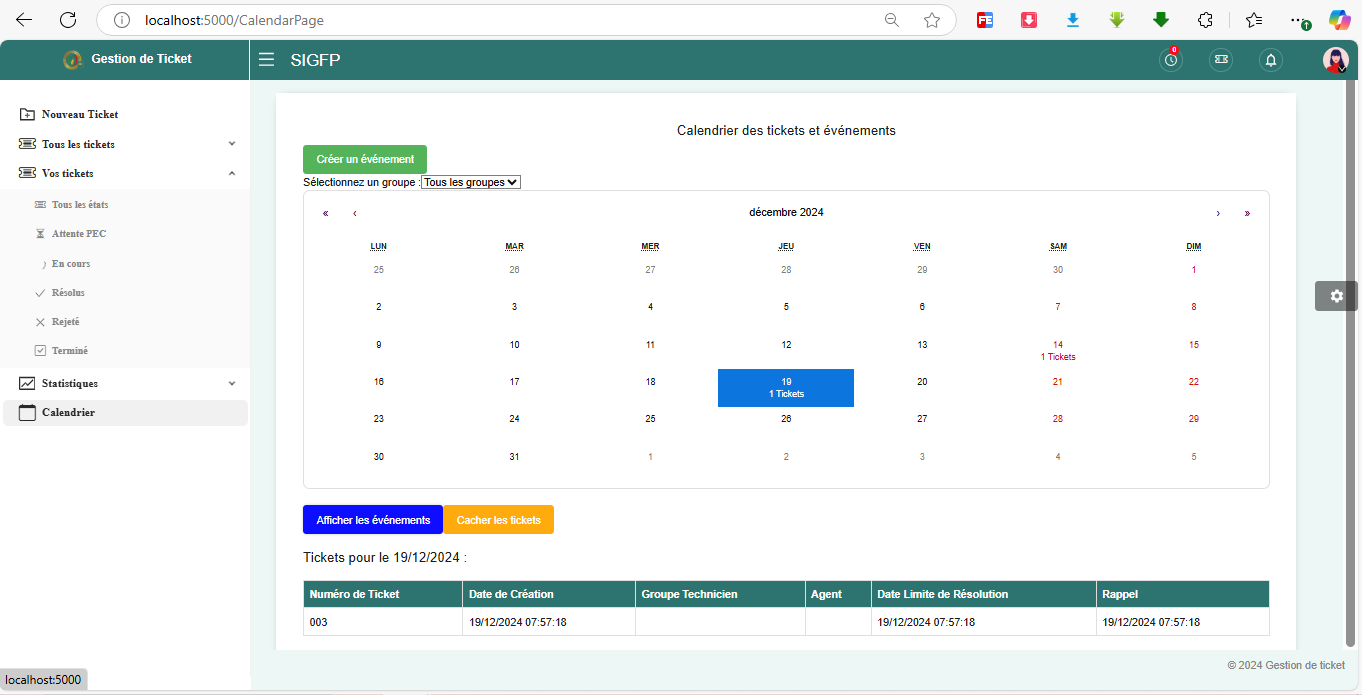 localhost:5000/CalendarPage
Gestion de Ticket
SIGFP
0
Nouveau Ticket
Tous les tickets
Vos tickets
Tous les états
Attente PEC
En cours
Résolus
Rejeté
Terminé
Statistiques
Calendrier
Calendrier des tickets et événements
Créer un événement
Sélectionnez un groupe : Tous les groupes
« ‹ décembre 2024 › »
LUN MAR MER JEU VEN SAM DIM
25 26 27 28 29 30 1
2 3 4 5 6 7 8
9 10 11 12 13 14 15
1 Tickets
16 17 18 19 20 21 22
1 Tickets
23 24 25 26 27 28 29
30 31 1 2 3 4 5
Afficher les événements Cacher les tickets
Tickets pour le 19/12/2024 :
Numéro de Ticket Date de Création Groupe Technicien Agent Date Limite de Résolution Rappel
003 19/12/2024 07:57:18 19/12/2024 07:57:18 19/12/2024 07:57:18
© 2024 Gestion de ticket
localhost:5000